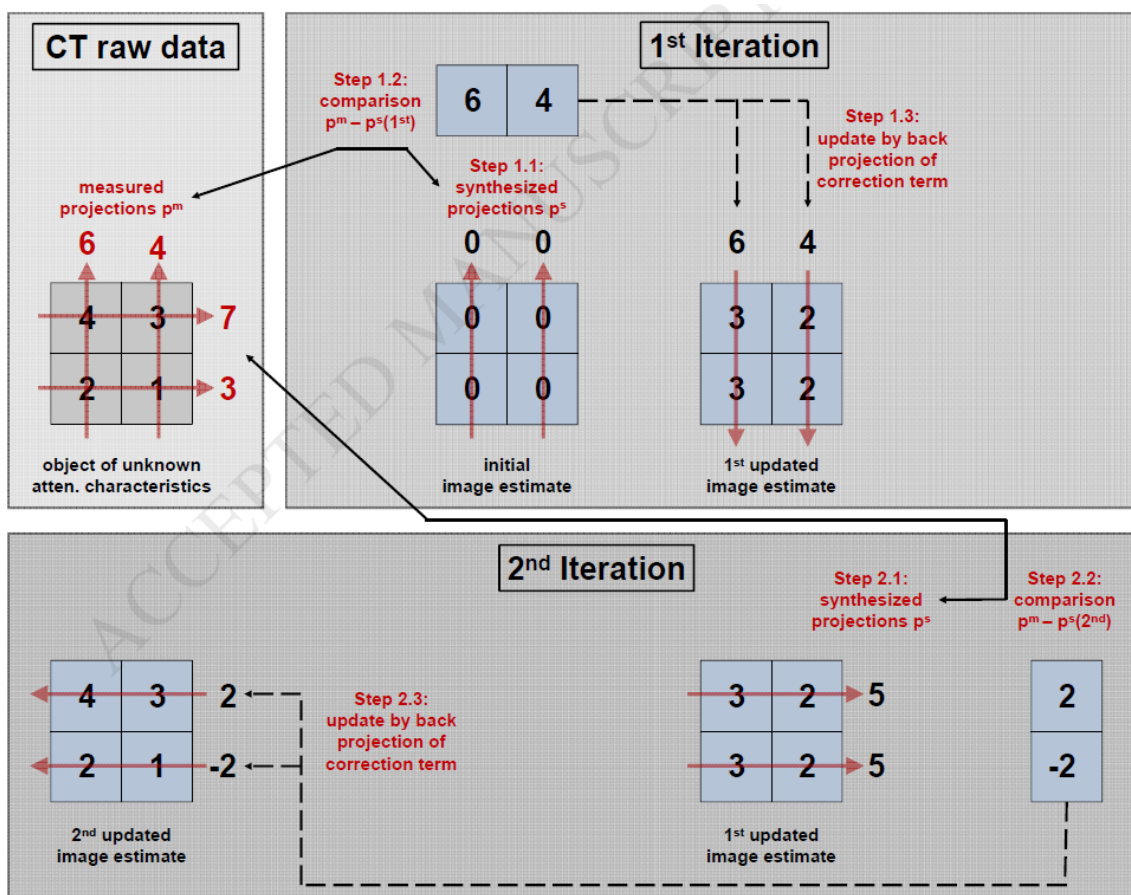 CT raw data
measured
projections pᵐ
6 4
4 3 7
2 1 3
object of unknown
atten. characteristics
1st Iteration
Step 1.2:
comparison
pᵐ – pˢ(1st)
6 4
Step 1.1:
synthesized
projections pˢ
0 0
0 0
0 0
initial
image estimate
Step 1.3:
update by back
projection of
correction term
6 4
3 2
3 2
1st updated
image estimate
2nd Iteration
4 3 2
2 1 -2
2nd updated
image estimate
Step 2.3:
update by back
projection of
correction term
Step 2.1:
synthesized
projections pˢ
3 2 5
3 2 5
1st updated
image estimate
Step 2.2:
comparison
pᵐ – pˢ(2nd)
2
-2
ACCEPTED MANUSCRIPT